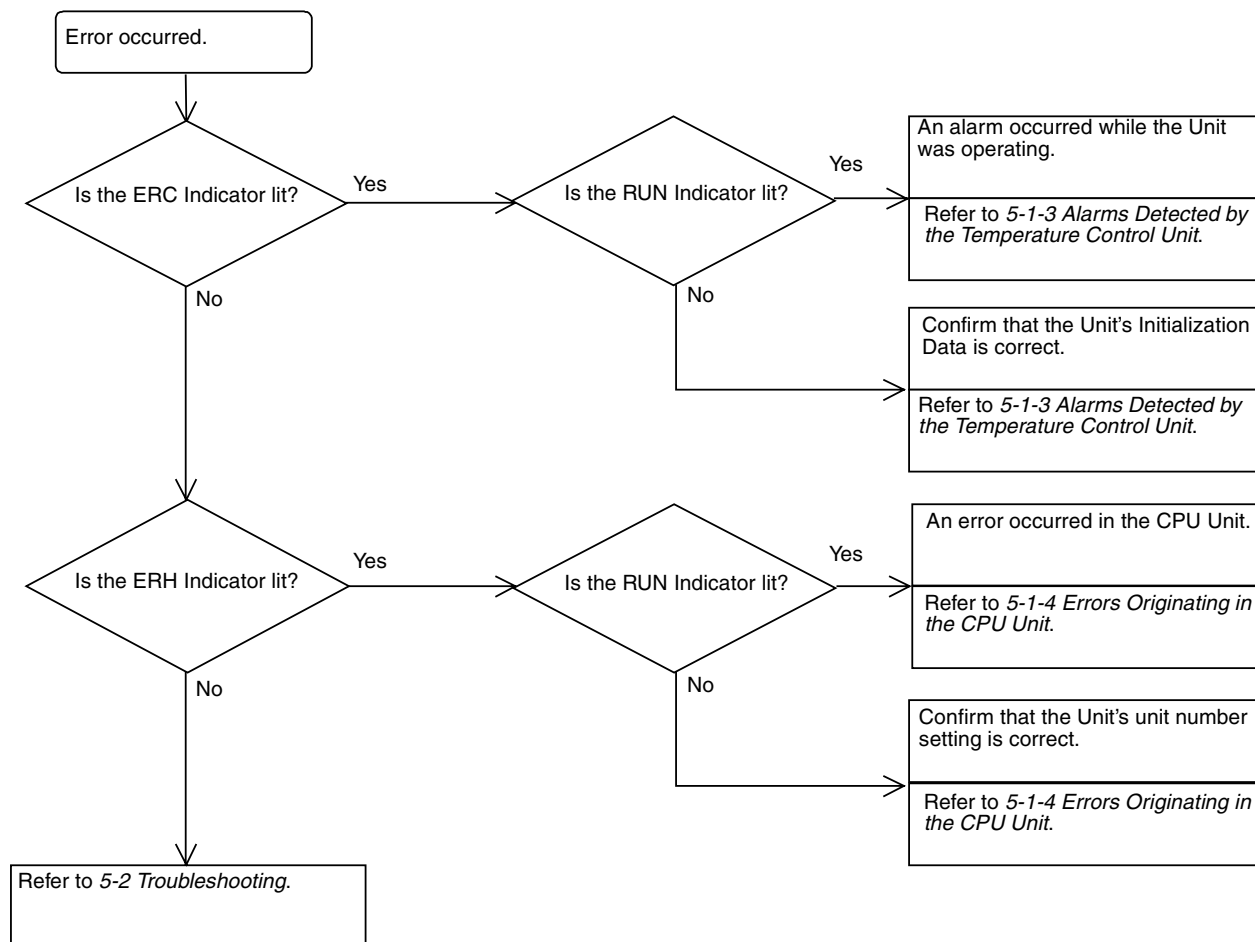 Error occurred.
Is the ERC Indicator lit?
Yes
Is the RUN Indicator lit?
Yes
An alarm occurred while the Unit
was operating.
Refer to 5-1-3 Alarms Detected by
the Temperature Control Unit.
No
No
Confirm that the Unit's Initialization
Data is correct.
Refer to 5-1-3 Alarms Detected by
the Temperature Control Unit.
Is the ERH Indicator lit?
Yes
Is the RUN Indicator lit?
Yes
An error occurred in the CPU Unit.
Refer to 5-1-4 Errors Originating in
the CPU Unit.
No
No
Confirm that the Unit's unit number
setting is correct.
Refer to 5-1-4 Errors Originating in
the CPU Unit.
Refer to 5-2 Troubleshooting.